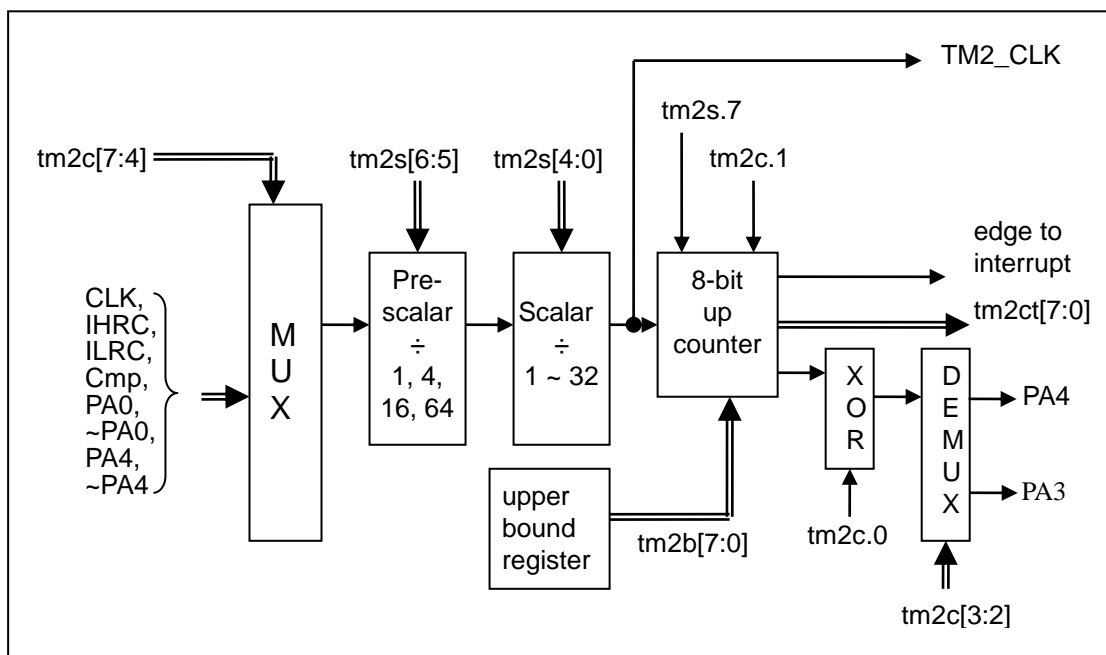 TM2_CLK
tm2s.7
tm2c[7:4]
tm2s[6:5]
tm2s[4:0]
tm2c.1
CLK,
IHRC,
ILRC,
Cmp,
PA0,
~PA0,
PA4,
~PA4
M
U
X
Pre-
scalar
÷
1, 4,
16, 64
Scalar
÷
1 ~ 32
8-bit
up
counter
edge to
interrupt
tm2ct[7:0]
X
O
R
D
E
M
U
X
PA4
PA3
upper
bound
register
tm2b[7:0]
tm2c.0
tm2c[3:2]